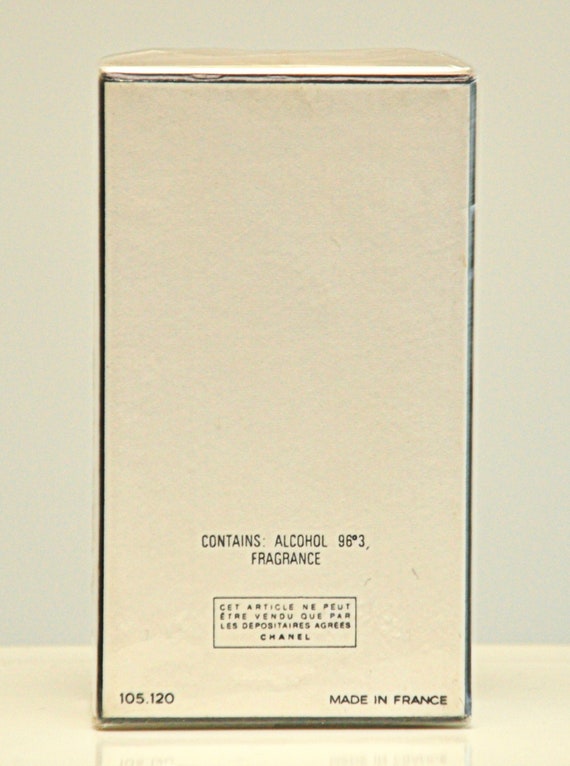 CONTAINS: ALCOHOL 96°3,
FRAGRANCE
CET ARTICLE NE PEUT
ÊTRE VENDU QUE PAR
LES DEPOSITAIRES AGRÉÉS
CHANEL
105.120 MADE IN FRANCE